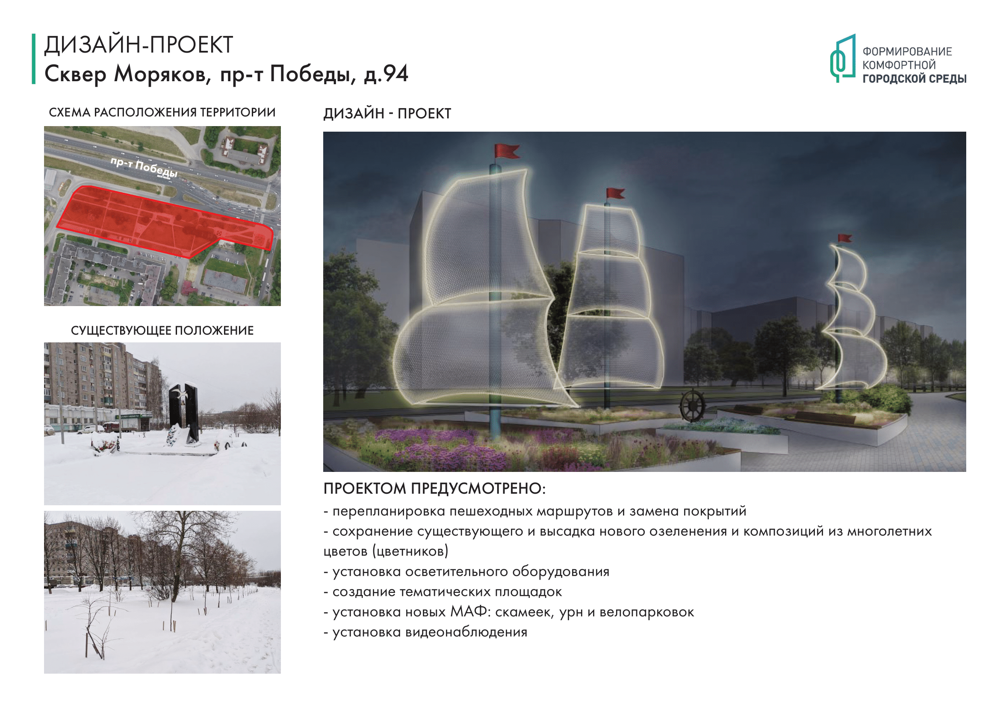 ДИЗАЙН-ПРОЕКТ
Сквер Моряков, пр-т Победы, д.94
ФОРМИРОВАНИЕ
КОМФОРТНОЙ
ГОРОДСКОЙ СРЕДЫ
СХЕМА РАСПОЛОЖЕНИЯ ТЕРРИТОРИИ
пр-т Победы
СУЩЕСТВУЮЩЕЕ ПОЛОЖЕНИЕ
ДИЗАЙН - ПРОЕКТ
ПРОЕКТОМ ПРЕДУСМОТРЕНО:
- перепланировка пешеходных маршрутов и замена покрытий
- сохранение существующего и высадка нового озеленения и композиций из многолетних
цветов (цветников)
- установка осветительного оборудования
- создание тематических площадок
- установка новых МАФ: скамеек, урн и велопарковок
- установка видеонаблюдения